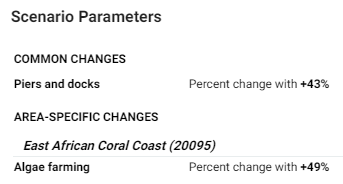 Scenario Parameters
COMMON CHANGES
Piers and docks Percent change with +43%
AREA-SPECIFIC CHANGES
East African Coral Coast (20095)
Algae farming Percent change with +49%